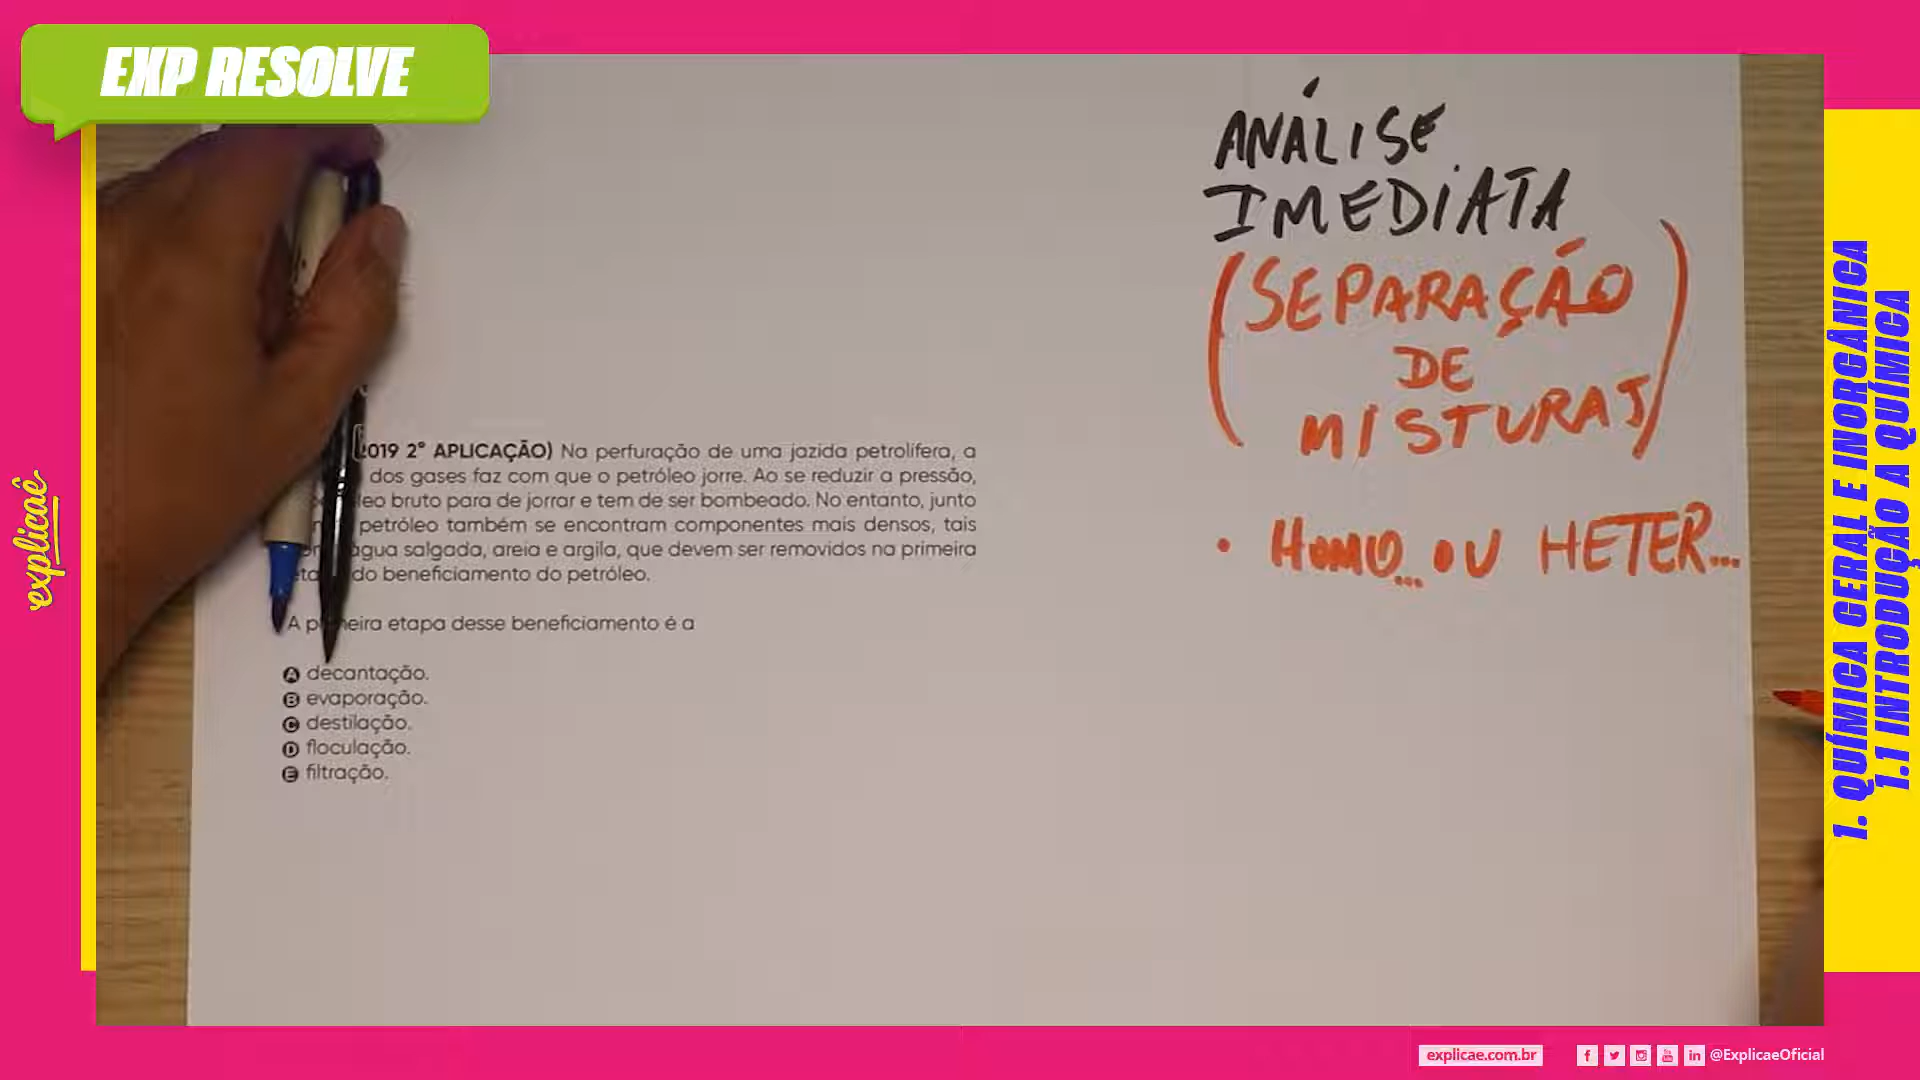 EXP RESOLVE
ANÁLISE
IMEDIATA
(SEPARAÇÃO
DE
MISTURAS)
• HOMO... OU HETER...
2019 2ª APLICAÇÃO) Na perfuração de uma jazida petrolífera, a
dos gases faz com que o petróleo jorre. Ao se reduzir a pressão,
bruto para de jorrar e tem de ser bombeado. No entanto, junto
petróleo também se encontram componentes mais densos, tais
água salgada, areia e argila, que devem ser removidos na primeira
do beneficiamento do petróleo.
A etapa desse beneficiamento é a
A decantação.
B evaporação.
C destilação.
D floculação.
E filtração.
explicaê
1. QUÍMICA GERAL E INORGÂNICA
1.1 INTRODUÇÃO A QUÍMICA
explicae.com.br
@ExplicaeOficial